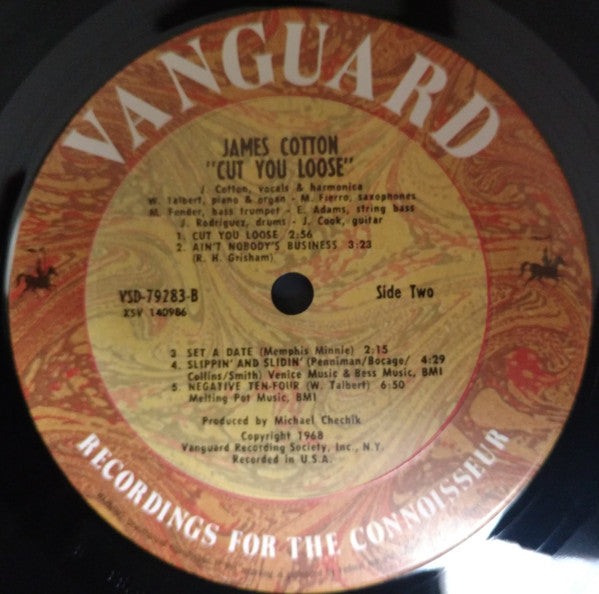 VANGUARD
JAMES COTTON
"CUT YOU LOOSE"
J. Cotton, vocals & harmonica
W. Talbert, piano & organ - M. Fierro, saxophones
M. Fender, bass trumpet - E. Adams, string bass
J. Rodriguez, drums - J. Cook, guitar
1. CUT YOU LOOSE 2:56
2. AIN'T NOBODY'S BUSINESS 3:23
(R. H. Grisham)
VSD-79283-B
Side Two
XSV 140986
3 SET A DATE (Memphis Minnie) 2:15
4. SLIPPIN' AND SLIDIN' (Penniman/Bocago/ 4:29
Collins/Smith) Venice Music & Bess Music, BMI
5 NEGATIVE TEN-FOUR (W. Talbert) 6:50
Melting Pot Music, BMI
Produced by Michael Chechik
Copyright 1968
Vanguard Recording Society, Inc., N.Y.
Recorded in U.S.A.
RECORDINGS FOR THE CONNOISSEUR